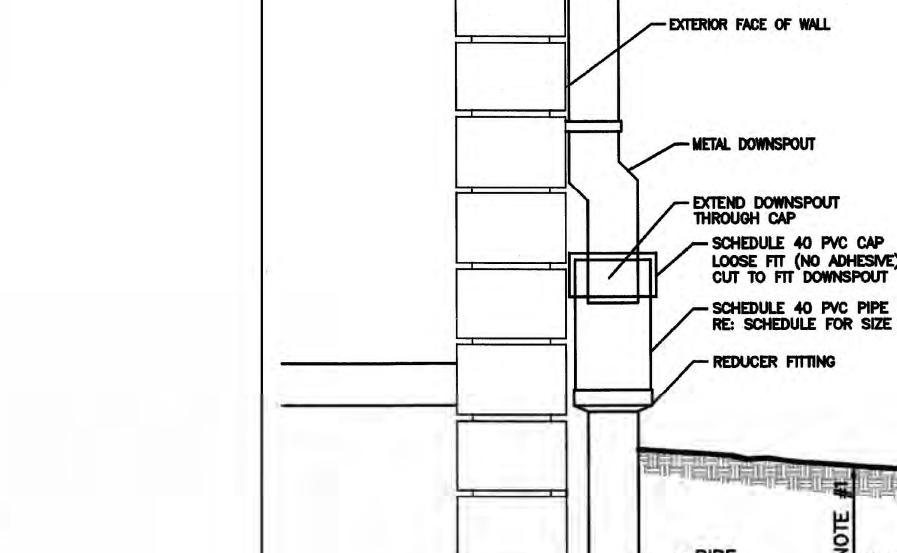 EXTERIOR FACE OF WALL
METAL DOWNSPOUT
EXTEND DOWNSPOUT
THROUGH CAP
SCHEDULE 40 PVC CAP
LOOSE FIT (NO ADHESIVE)
CUT TO FIT DOWNSPOUT
SCHEDULE 40 PVC PIPE
RE: SCHEDULE FOR SIZE
REDUCER FITTING
NOTE #1
PIPE